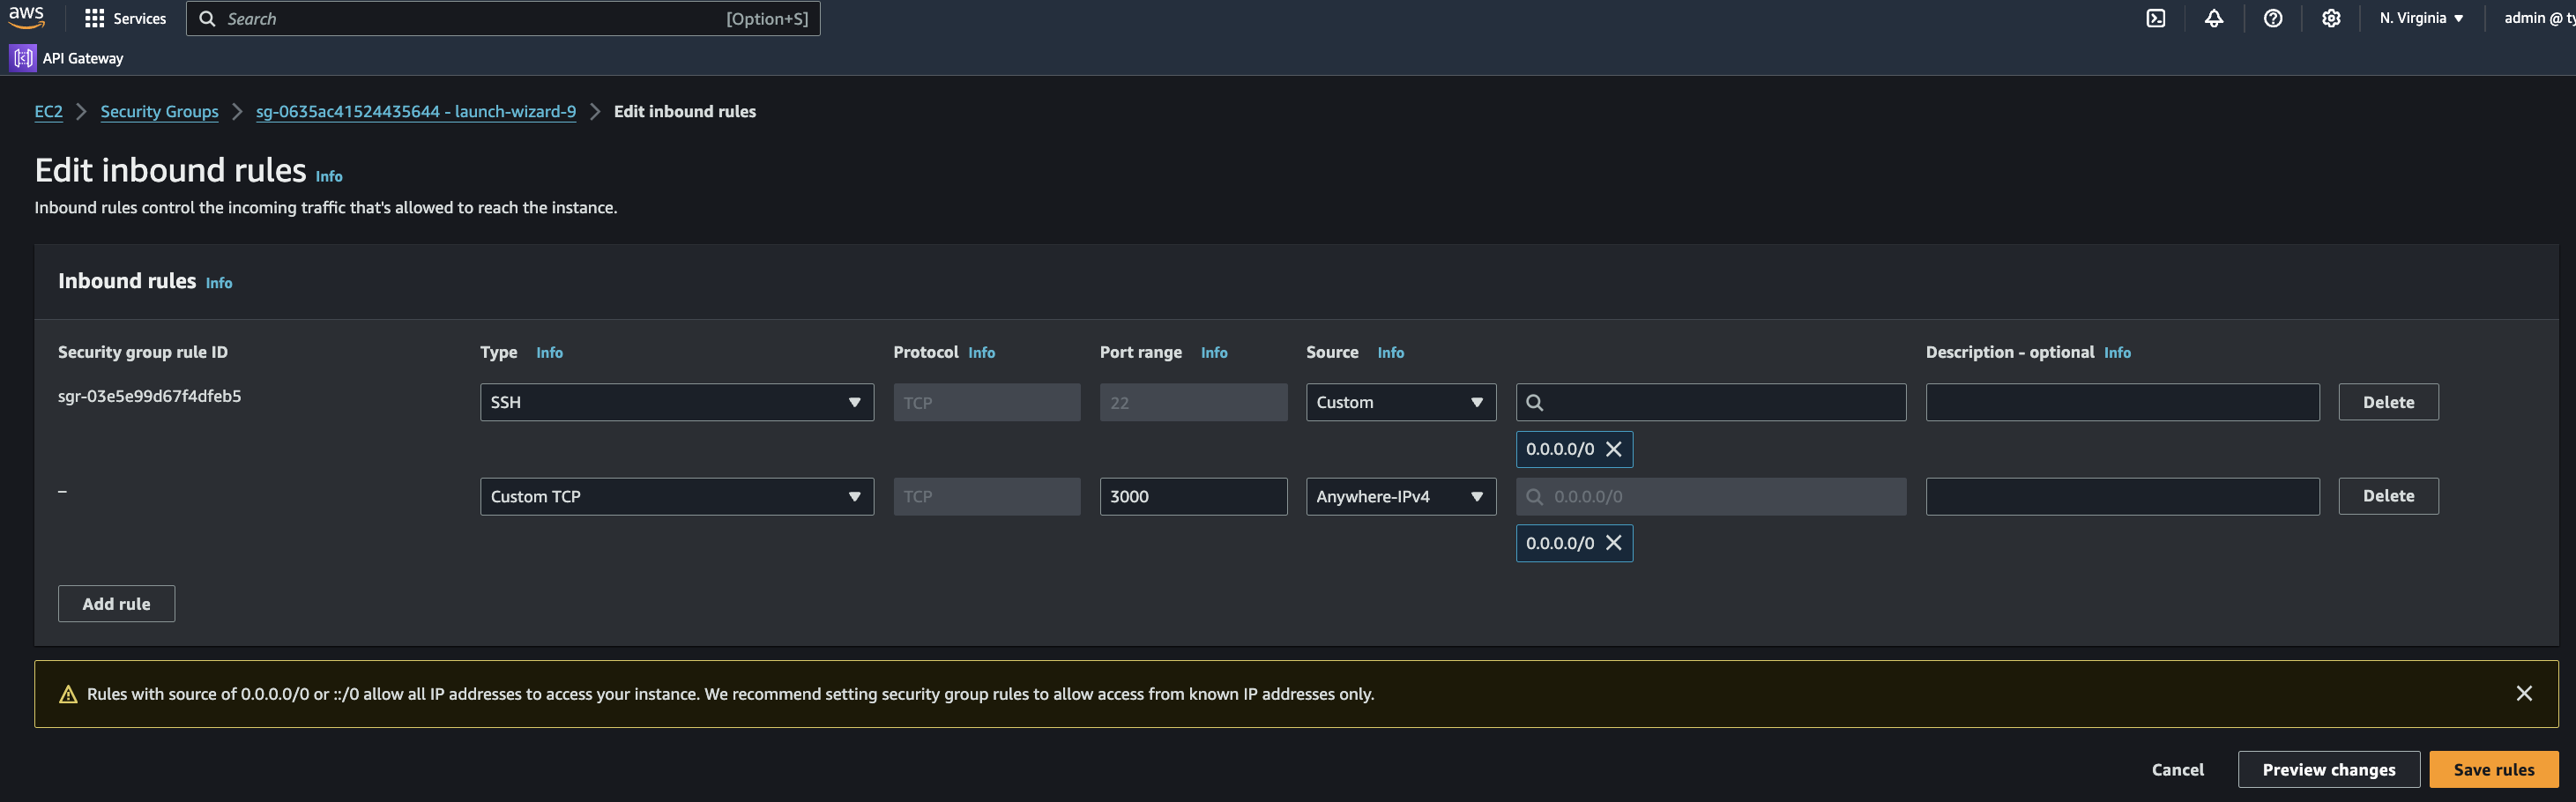 aws Services Search [Option+S] N. Virginia admin @ ty
API Gateway
EC2 Security Groups sg-0635ac41524435644 - launch-wizard-9 Edit inbound rules
Edit inbound rules Info
Inbound rules control the incoming traffic that's allowed to reach the instance.
Inbound rules Info
Security group rule ID Type Info Protocol Info Port range Info Source Info Description - optional Info
sgr-03e5e99d67f4dfeb5 SSH TCP 22 Custom Delete
0.0.0.0/0
– Custom TCP TCP 3000 Anywhere-IPv4 0.0.0.0/0 Delete
0.0.0.0/0
Add rule
Rules with source of 0.0.0.0/0 or ::/0 allow all IP addresses to access your instance. We recommend setting security group rules to allow access from known IP addresses only.
Cancel Preview changes Save rules